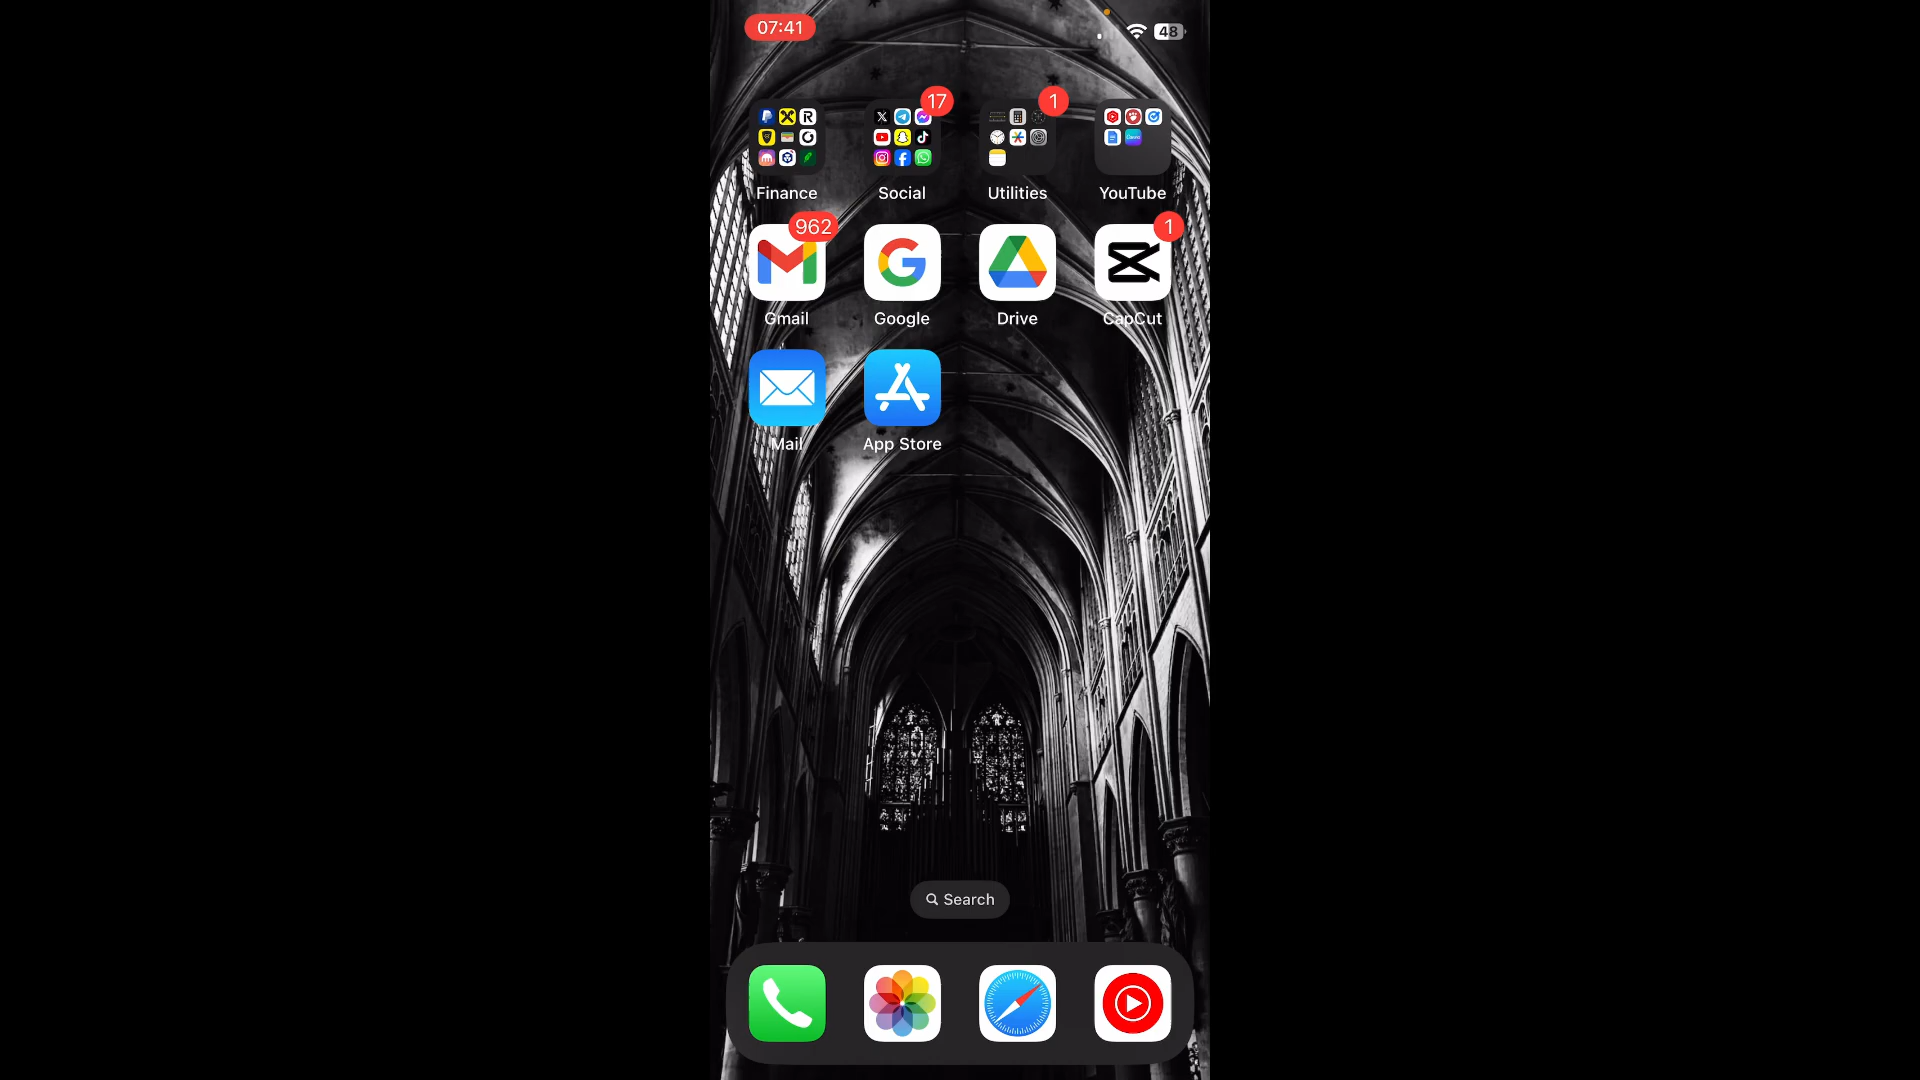 07:41
48
17
1
Finance
Social
Utilities
YouTube
962
1
Gmail
Google
Drive
CapCut
Mail
App Store
Search